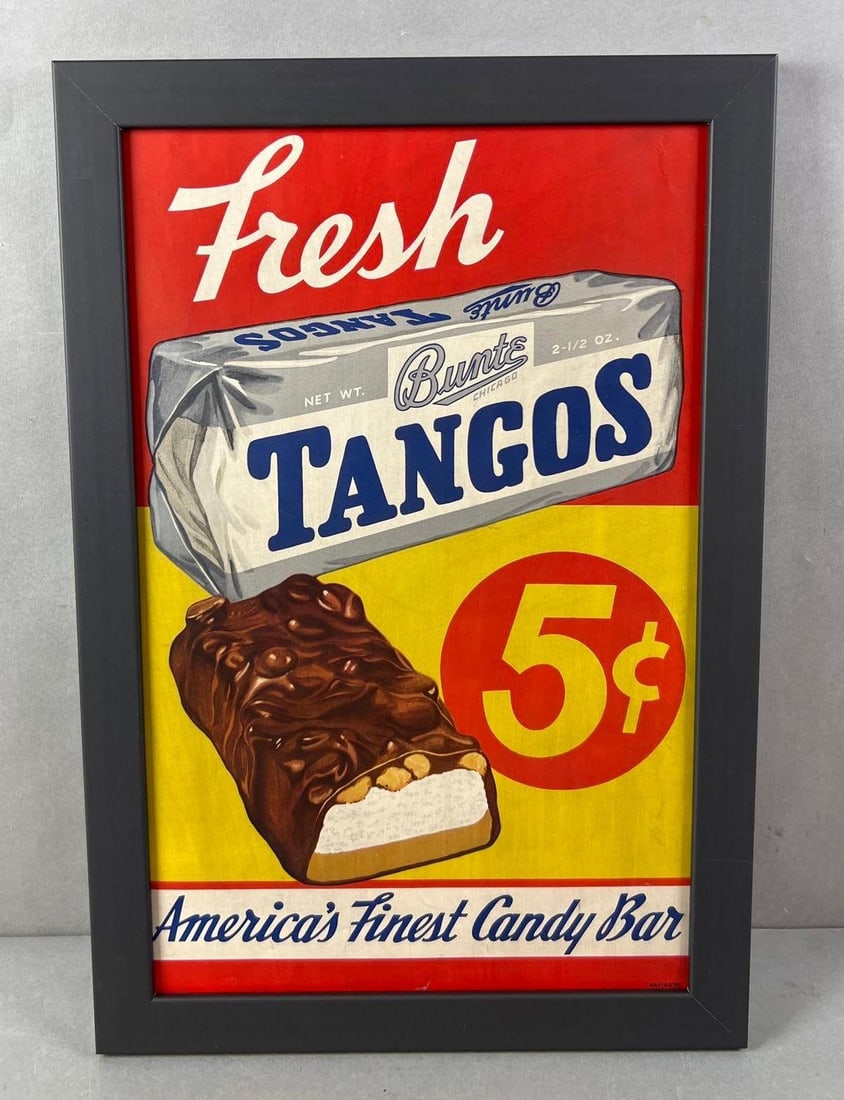 Fresh
Bunte
TANGOS
NET WT.
Bunte
CHICAGO
2-1/2 OZ.
TANGOS
5¢
America's Finest Candy Bar